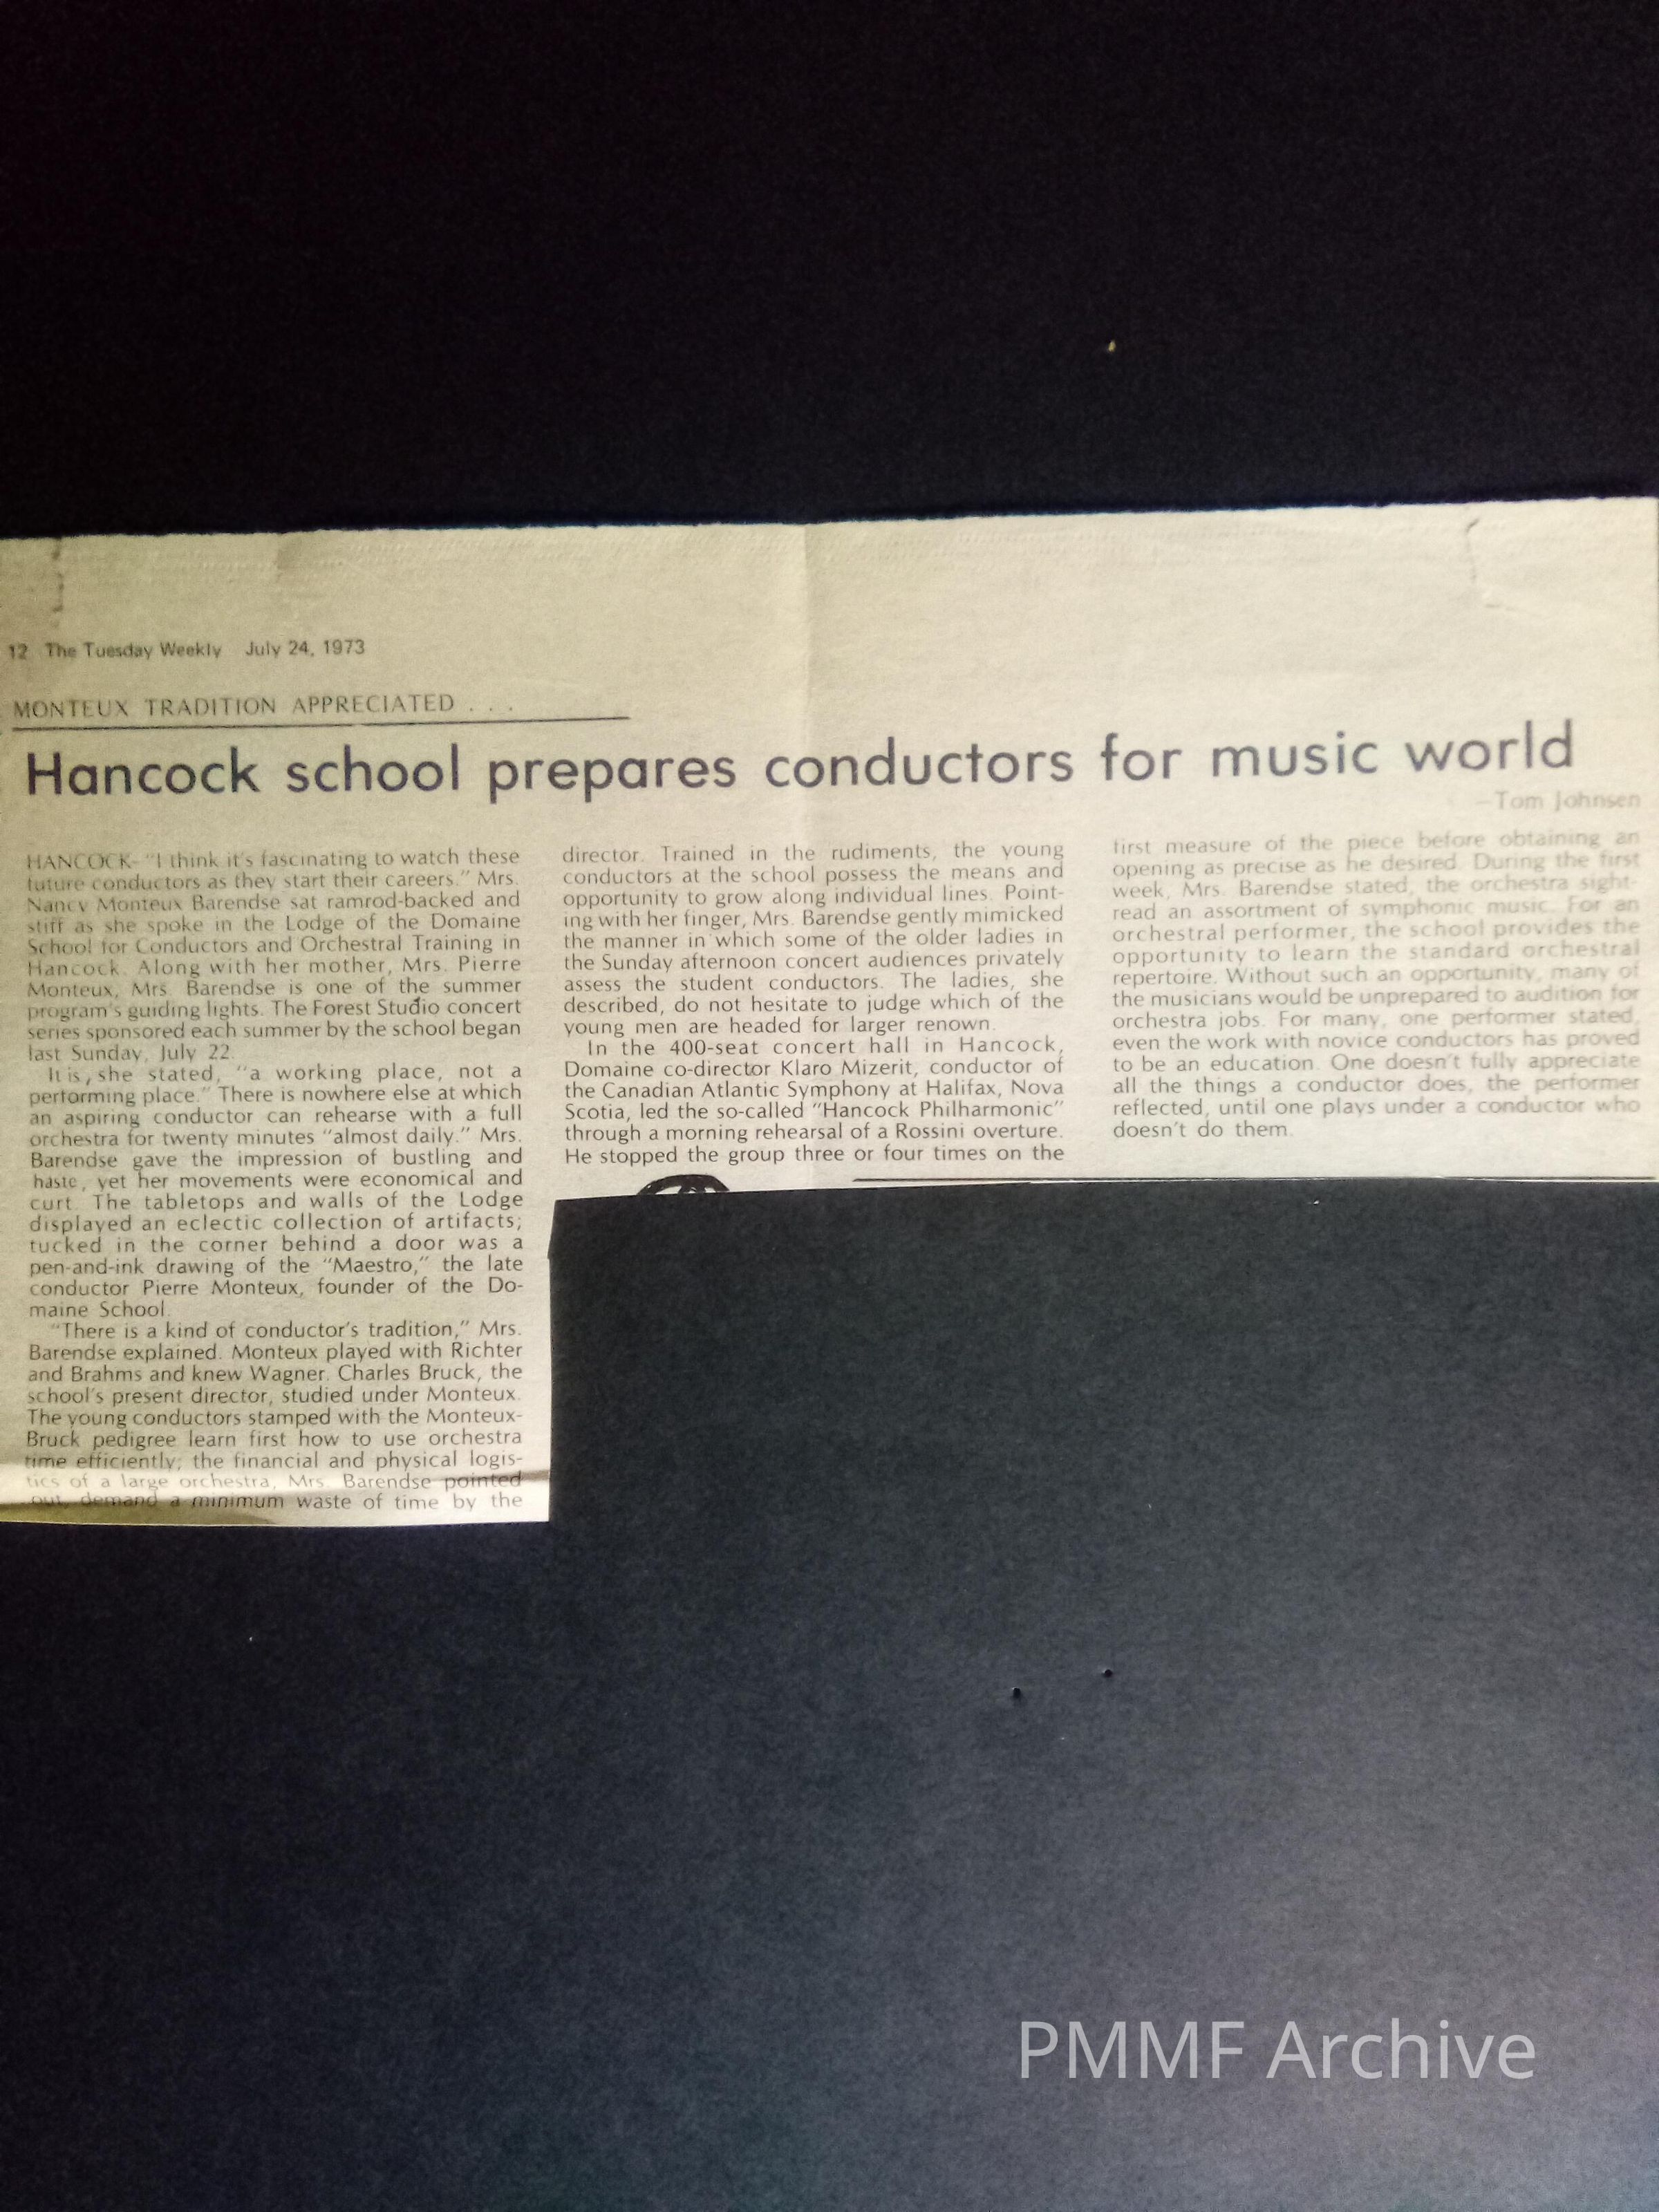 12 The Tuesday Weekly July 24, 1973
MONTEUX TRADITION APPRECIATED . . .
Hancock school prepares conductors for music world
—Tom Johnsen
HANCOCK- "I think it's fascinating to watch these
future conductors as they start their careers." Mrs.
Nancy Monteux Barendse sat ramrod-backed and
stiff as she spoke in the Lodge of the Domaine
School for Conductors and Orchestral Training in
Hancock. Along with her mother, Mrs. Pierre
Monteux, Mrs. Barendse is one of the summer
program's guiding lights. The Forest Studio concert
series sponsored each summer by the school began
last Sunday, July 22.
It is, she stated, "a working place, not a
performing place." There is nowhere else at which
an aspiring conductor can rehearse with a full
orchestra for twenty minutes "almost daily." Mrs.
Barendse gave the impression of bustling and
haste, yet her movements were economical and
curt. The tabletops and walls of the Lodge
displayed an eclectic collection of artifacts;
tucked in the corner behind a door was a
pen-and-ink drawing of the "Maestro," the late
conductor Pierre Monteux, founder of the Do-
maine School.
"There is a kind of conductor's tradition," Mrs.
Barendse explained. Monteux played with Richter
and Brahms and knew Wagner. Charles Bruck, the
school's present director, studied under Monteux.
The young conductors stamped with the Monteux-
Bruck pedigree learn first how to use orchestra
time efficiently; the financial and physical logis-
tics of a large orchestra, Mrs. Barendse pointed
out, demand a minimum waste of time by the
director. Trained in the rudiments, the young
conductors at the school possess the means and
opportunity to grow along individual lines. Point-
ing with her finger, Mrs. Barendse gently mimicked
the manner in which some of the older ladies in
the Sunday afternoon concert audiences privately
assess the student conductors. The ladies, she
described, do not hesitate to judge which of the
young men are headed for larger renown.
In the 400-seat concert hall in Hancock,
Domaine co-director Klaro Mizerit, conductor of
the Canadian Atlantic Symphony at Halifax, Nova
Scotia, led the so-called "Hancock Philharmonic"
through a morning rehearsal of a Rossini overture.
He stopped the group three or four times on the
first measure of the piece before obtaining an
opening as precise as he desired. During the first
week, Mrs. Barendse stated, the orchestra sight-
read an assortment of symphonic music. For an
orchestral performer, the school provides the
opportunity to learn the standard orchestral
repertoire. Without such an opportunity, many of
the musicians would be unprepared to audition for
orchestra jobs. For many, one performer stated,
even the work with novice conductors has proved
to be an education. One doesn't fully appreciate
all the things a conductor does, the performer
reflected, until one plays under a conductor who
doesn't do them.
PMMF Archive